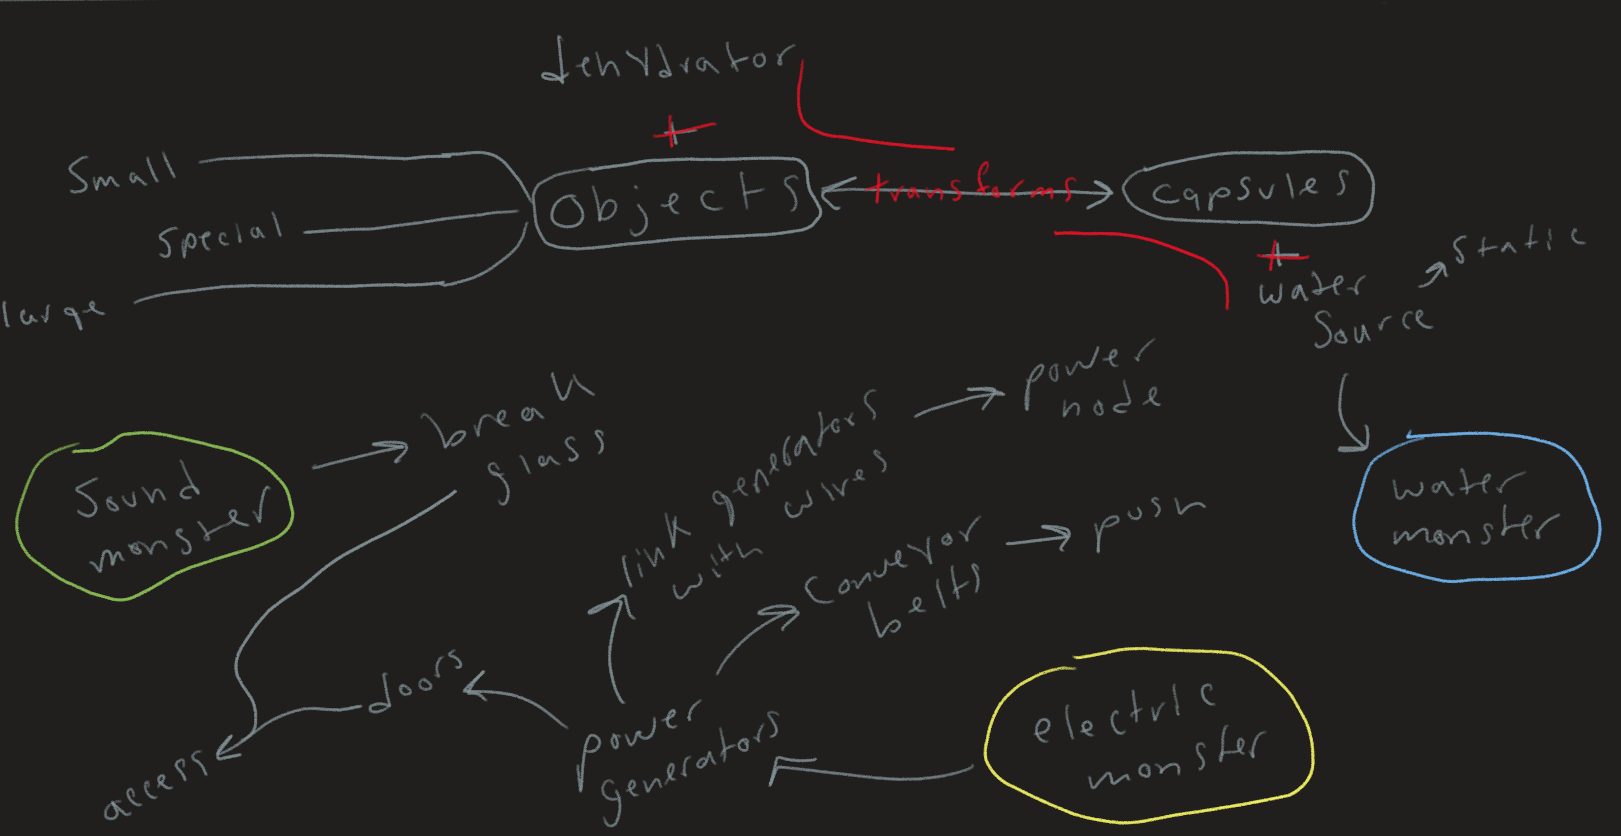 dehydrator
+
Small
Special
large
objects
transforms
capsules
+
water
source
static
sound
monster
break
glass
link generators
with wires
power
node
conveyor
belts
push
water
monster
doors
access
power
generators
electric
monster